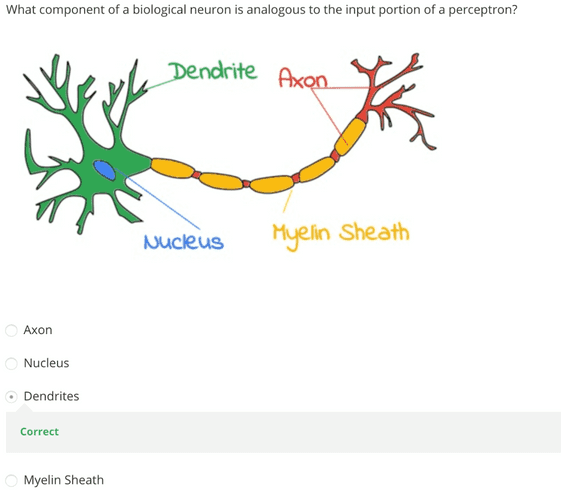 What component of a biological neuron is analogous to the input portion of a perceptron?
Dendrite
Axon
Nucleus
Myelin Sheath
Axon
Nucleus
Dendrites
Correct
Myelin Sheath